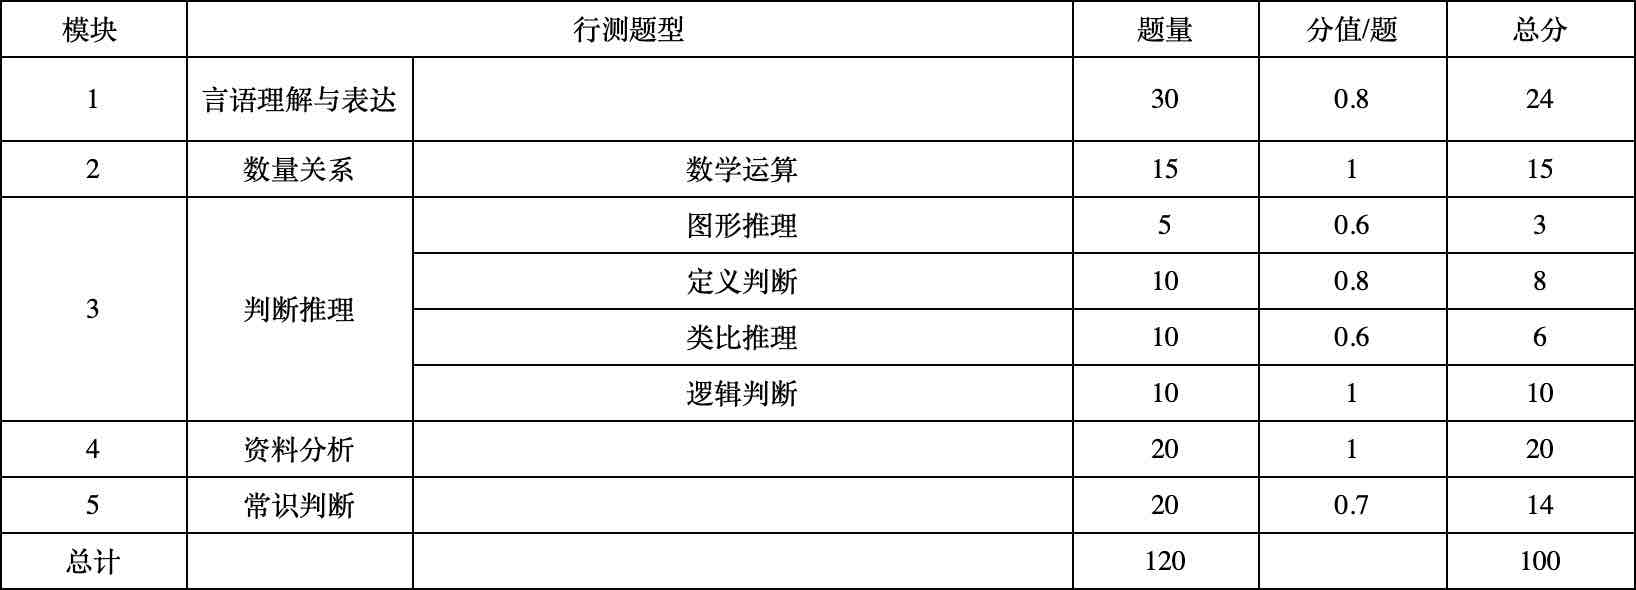 模块 行测题型 题量 分值/题 总分
1 言语理解与表达 30 0.8 24
2 数量关系 数学运算 15 1 15
3 判断推理 图形推理 5 0.6 3
定义判断 10 0.8 8
类比推理 10 0.6 6
逻辑判断 10 1 10
4 资料分析 20 1 20
5 常识判断 20 0.7 14
总计 120 100